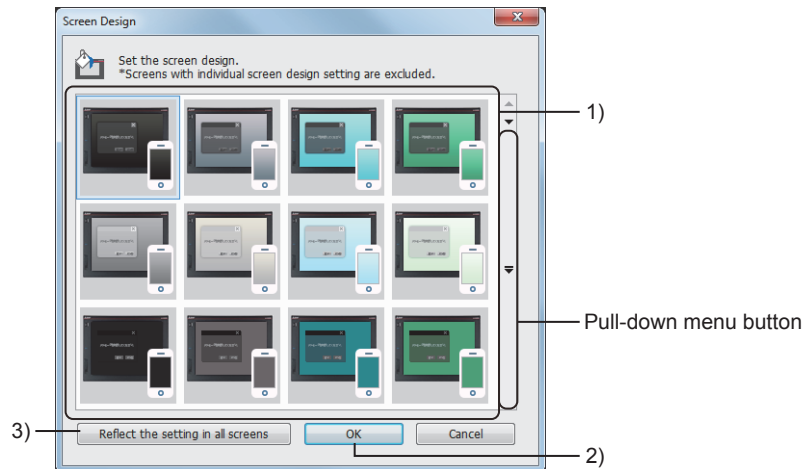 Screen Design
Set the screen design.
*Screens with individual screen design setting are excluded.
1)
Pull-down menu button
3)
Reflect the setting in all screens
OK
Cancel
2)